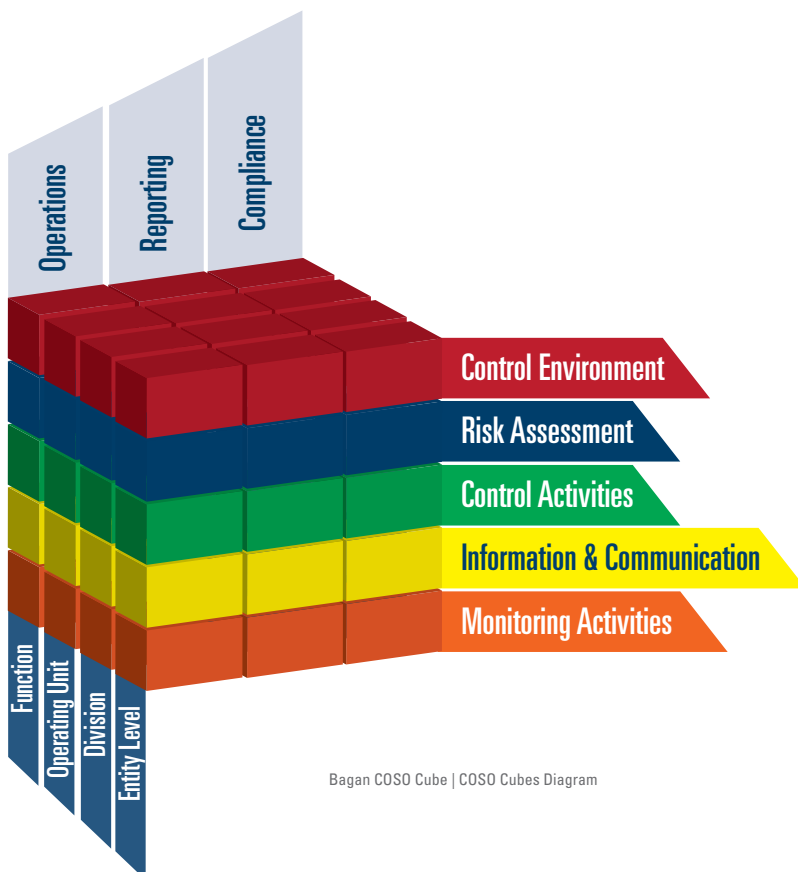 Operations
Reporting
Compliance
Control Environment
Risk Assessment
Control Activities
Information & Communication
Monitoring Activities
Function
Operating Unit
Division
Entity Level
Bagan COSO Cube | COSO Cubes Diagram